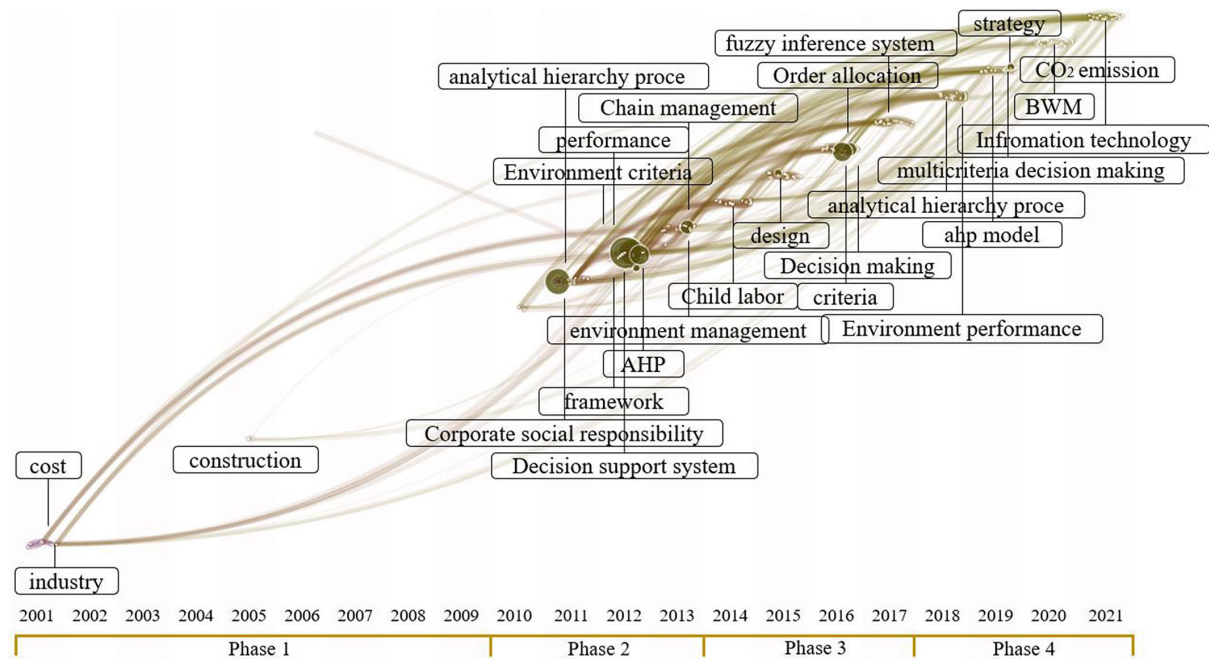 strategy
fuzzy inference system
analytical hierarchy proce
Order allocation
CO₂ emission
Chain management
BWM
performance
Infromation technology
Environment criteria
multicriteria decision making
analytical hierarchy proce
design
ahp model
Decision making
Child labor
criteria
environment management
Environment performance
AHP
framework
Corporate social responsibility
construction
cost
Decision support system
industry
2001 2002 2003 2004 2005 2006 2007 2008 2009 2010 2011 2012 2013 2014 2015 2016 2017 2018 2019 2020 2021
Phase 1 Phase 2 Phase 3 Phase 4